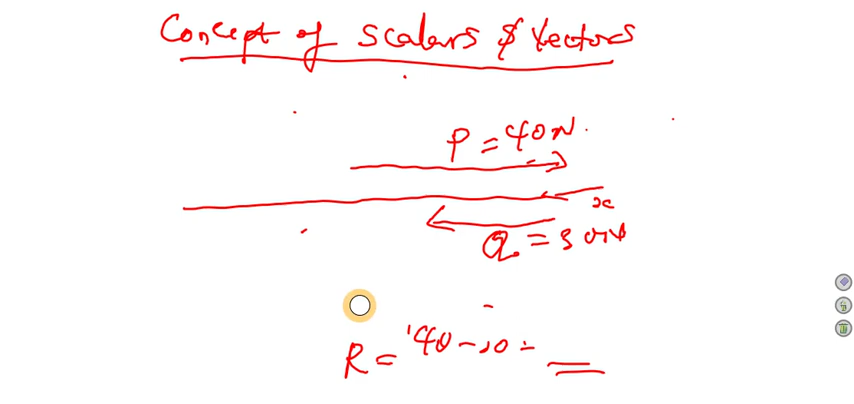 Concept of Scalars & Vectors
P = 40N.
x
Q = 30N
R = 40 - 30 =